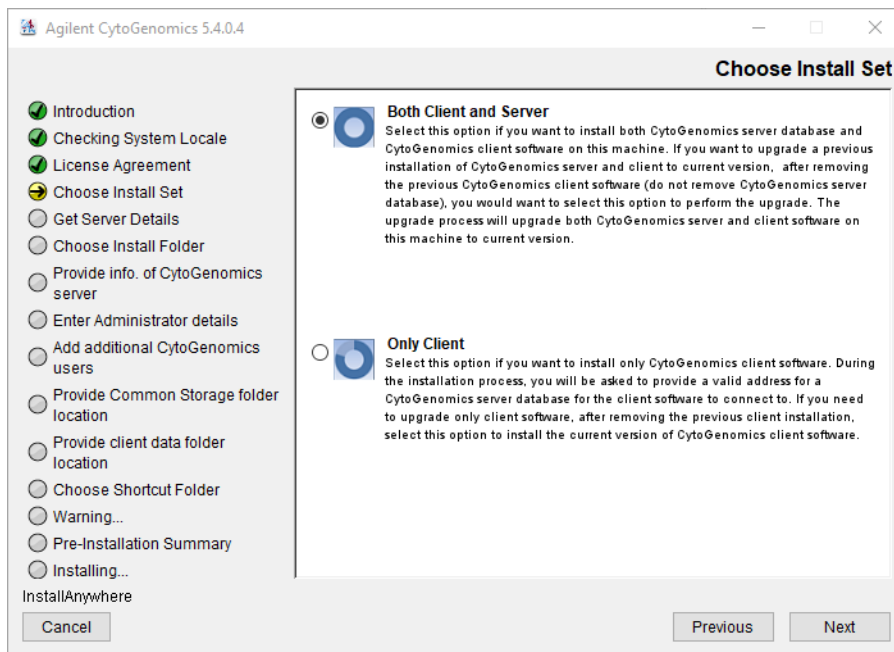 Agilent CytoGenomics 5.4.0.4
Choose Install Set
Introduction
Checking System Locale
License Agreement
Choose Install Set
Get Server Details
Choose Install Folder
Provide info. of CytoGenomics
server
Enter Administrator details
Add additional CytoGenomics
users
Provide Common Storage folder
location
Provide client data folder
location
Choose Shortcut Folder
Warning...
Pre-Installation Summary
Installing...
Both Client and Server
Select this option if you want to install both CytoGenomics server database and
CytoGenomics client software on this machine. If you want to upgrade a previous
installation of CytoGenomics server and client to current version, after removing
the previous CytoGenomics client software (do not remove CytoGenomics server
database), you would want to select this option to perform the upgrade. The
upgrade process will upgrade both CytoGenomics server and client software on
this machine to current version.
Only Client
Select this option if you want to install only CytoGenomics client software. During
the installation process, you will be asked to provide a valid address for a
CytoGenomics server database for the client software to connect to. If you need
to upgrade only client software, after removing the previous client installation,
select this option to install the current version of CytoGenomics client software.
InstallAnywhere
Cancel
Previous
Next